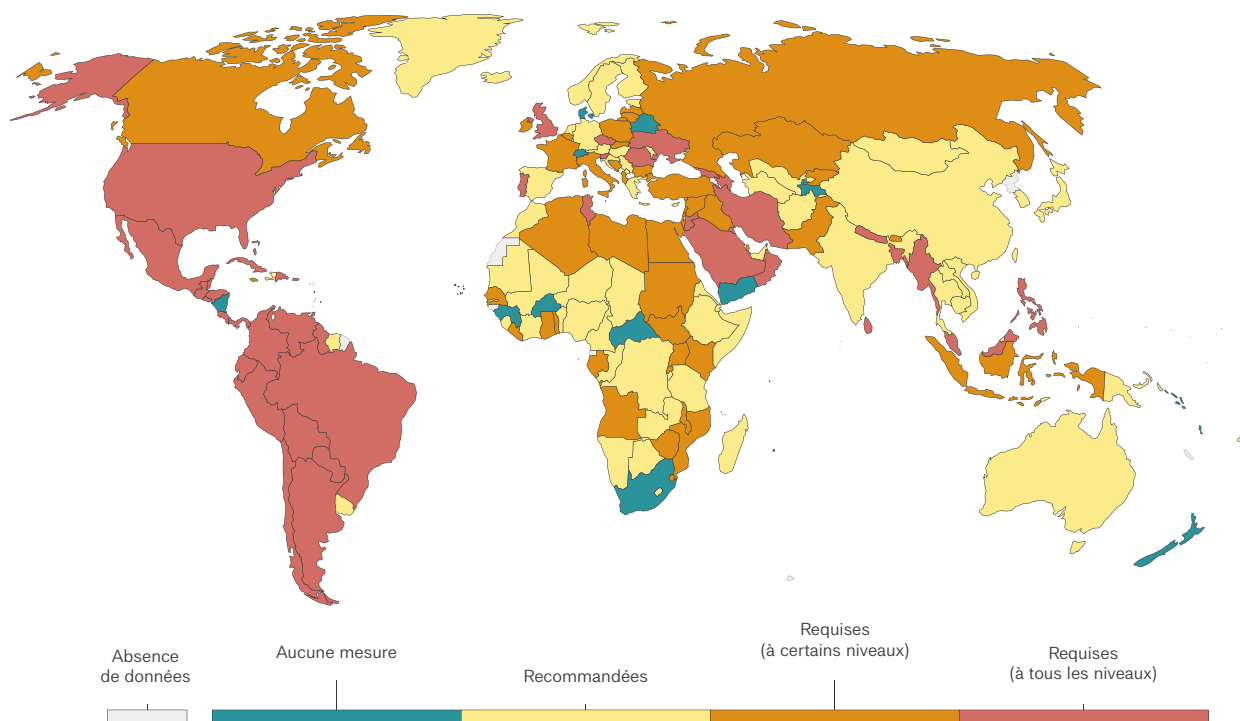 Absence
de données
Aucune mesure
Recommandées
Requises
(à certains niveaux)
Requises
(à tous les niveaux)